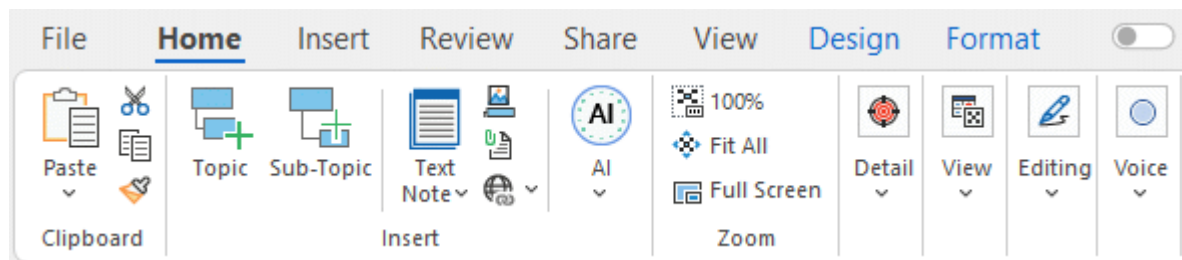 File Home Insert Review Share View Design Format
Paste
Clipboard
Topic
Sub-Topic
Text
Note
AI
AI
Insert
100%
Fit All
Full Screen
Zoom
Detail
View
Editing
Voice